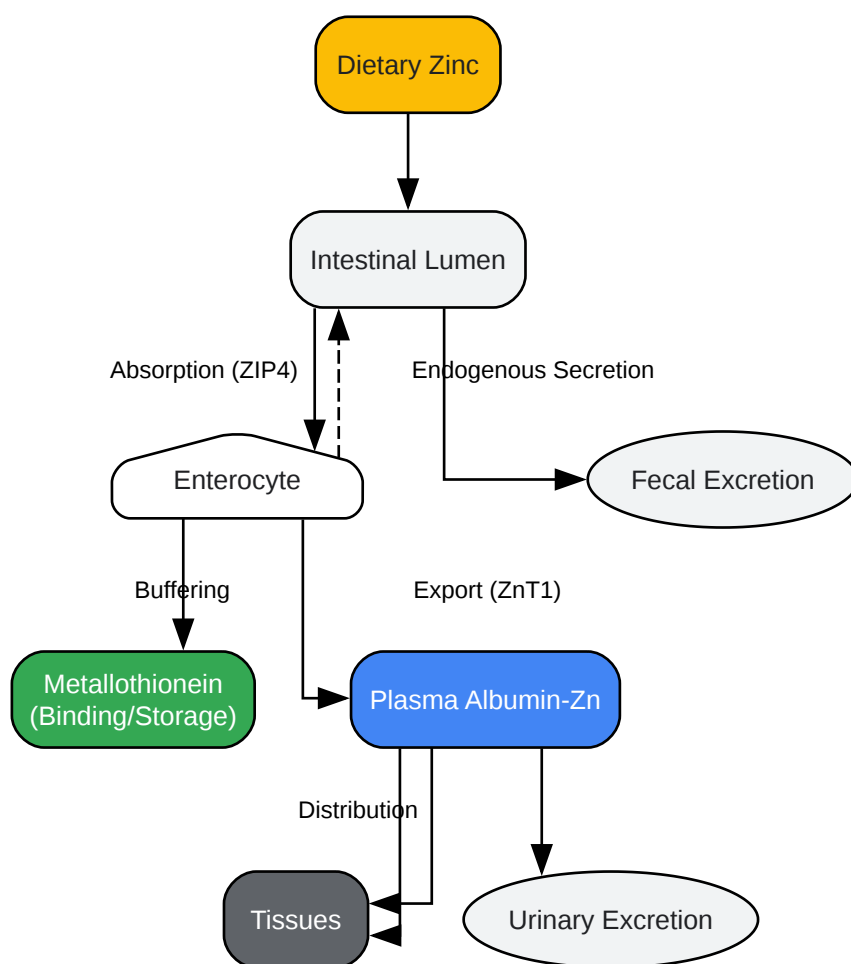 Dietary Zinc
Intestinal Lumen
Absorption (ZIP4)
Endogenous Secretion
Enterocyte
Fecal Excretion
Buffering
Export (ZnT1)
Metallothionein
(Binding/Storage)
Plasma Albumin-Zn
Distribution
Tissues
Urinary Excretion